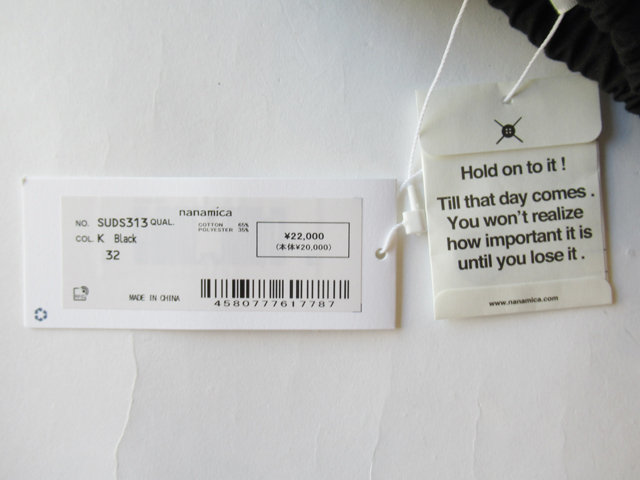 nanamica
NO. SUDS313 QUAL. COTTON 65%
POLYESTER 35%
COL. K Black
32
¥22,000
(本体¥20,000)
MADE IN CHINA
4580777617787
Hold on to it !
Till that day comes .
You won't realize
how important it is
until you lose it .
www.nanamica.com